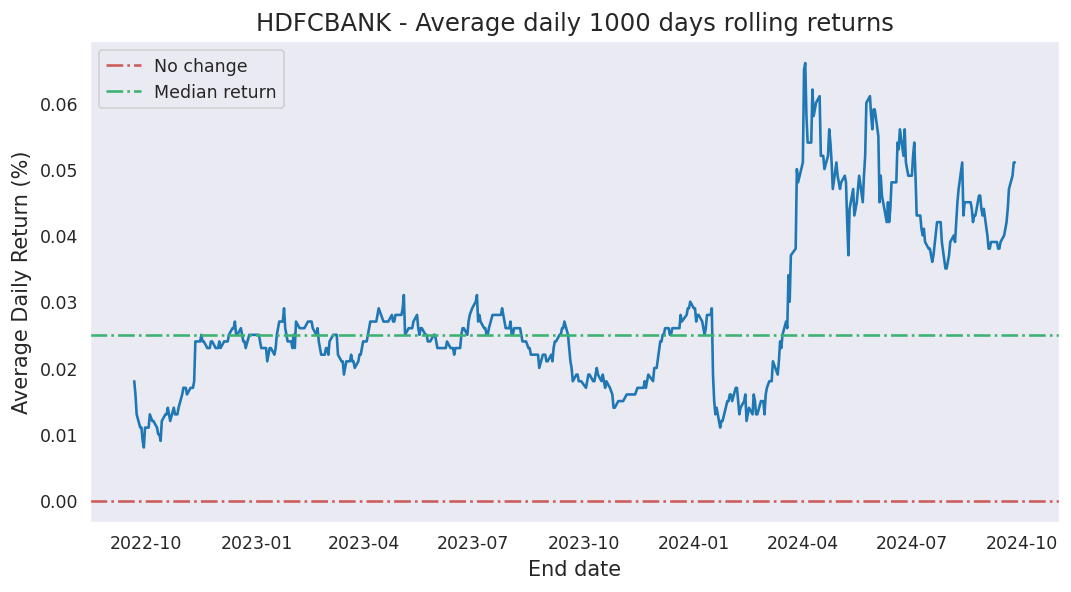 HDFCBANK - Average daily 1000 days rolling returns
No change
Median return
Average Daily Return (%)
0.06
0.05
0.04
0.03
0.02
0.01
0.00
2022-10 2023-01 2023-04 2023-07 2023-10 2024-01 2024-04 2024-07 2024-10
End date